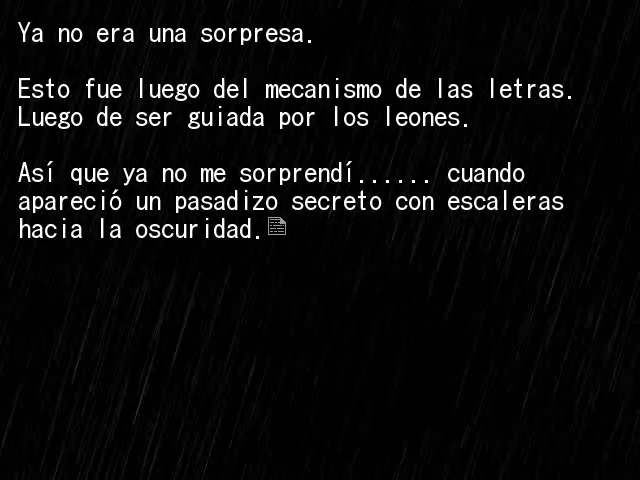 Ya no era una sorpresa.
Esto fue luego del mecanismo de las letras.
Luego de ser guiada por los leones.
Así que ya no me sorprendí...... cuando
apareció un pasadizo secreto con escaleras
hacia la oscuridad.